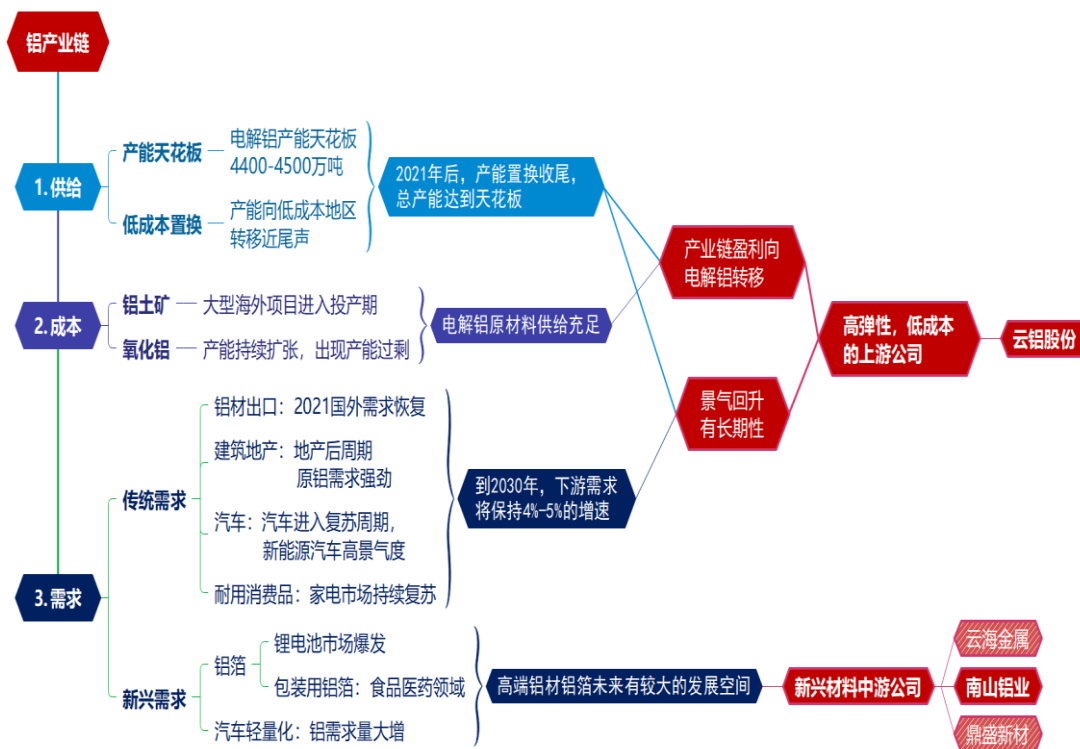 铝产业链
1.供给
产能天花板
电解铝产能天花板
4400-4500万吨
低成本置换
产能向低成本地区
转移近尾声
2021年后，产能置换收尾，
总产能达到天花板
2.成本
铝土矿
大型海外项目进入投产期
氧化铝
产能持续扩张，出现产能过剩
电解铝原材料供给充足
产业链盈利向
电解铝转移
景气回升
有长期性
高弹性，低成本
的上游公司
云铝股份
3.需求
传统需求
铝材出口：2021国外需求恢复
建筑地产：地产后周期
原铝需求强劲
汽车：汽车进入复苏周期，
新能源汽车高景气度
耐用消费品：家电市场持续复苏
到2030年，下游需求
将保持4%-5%的增速
新兴需求
铝箔
锂电池市场爆发
包装用铝箔：食品医药领域
汽车轻量化：铝需求量大增
高端铝材铝箔未来有较大的发展空间
新兴材料中游公司
云海金属
南山铝业
鼎盛新材